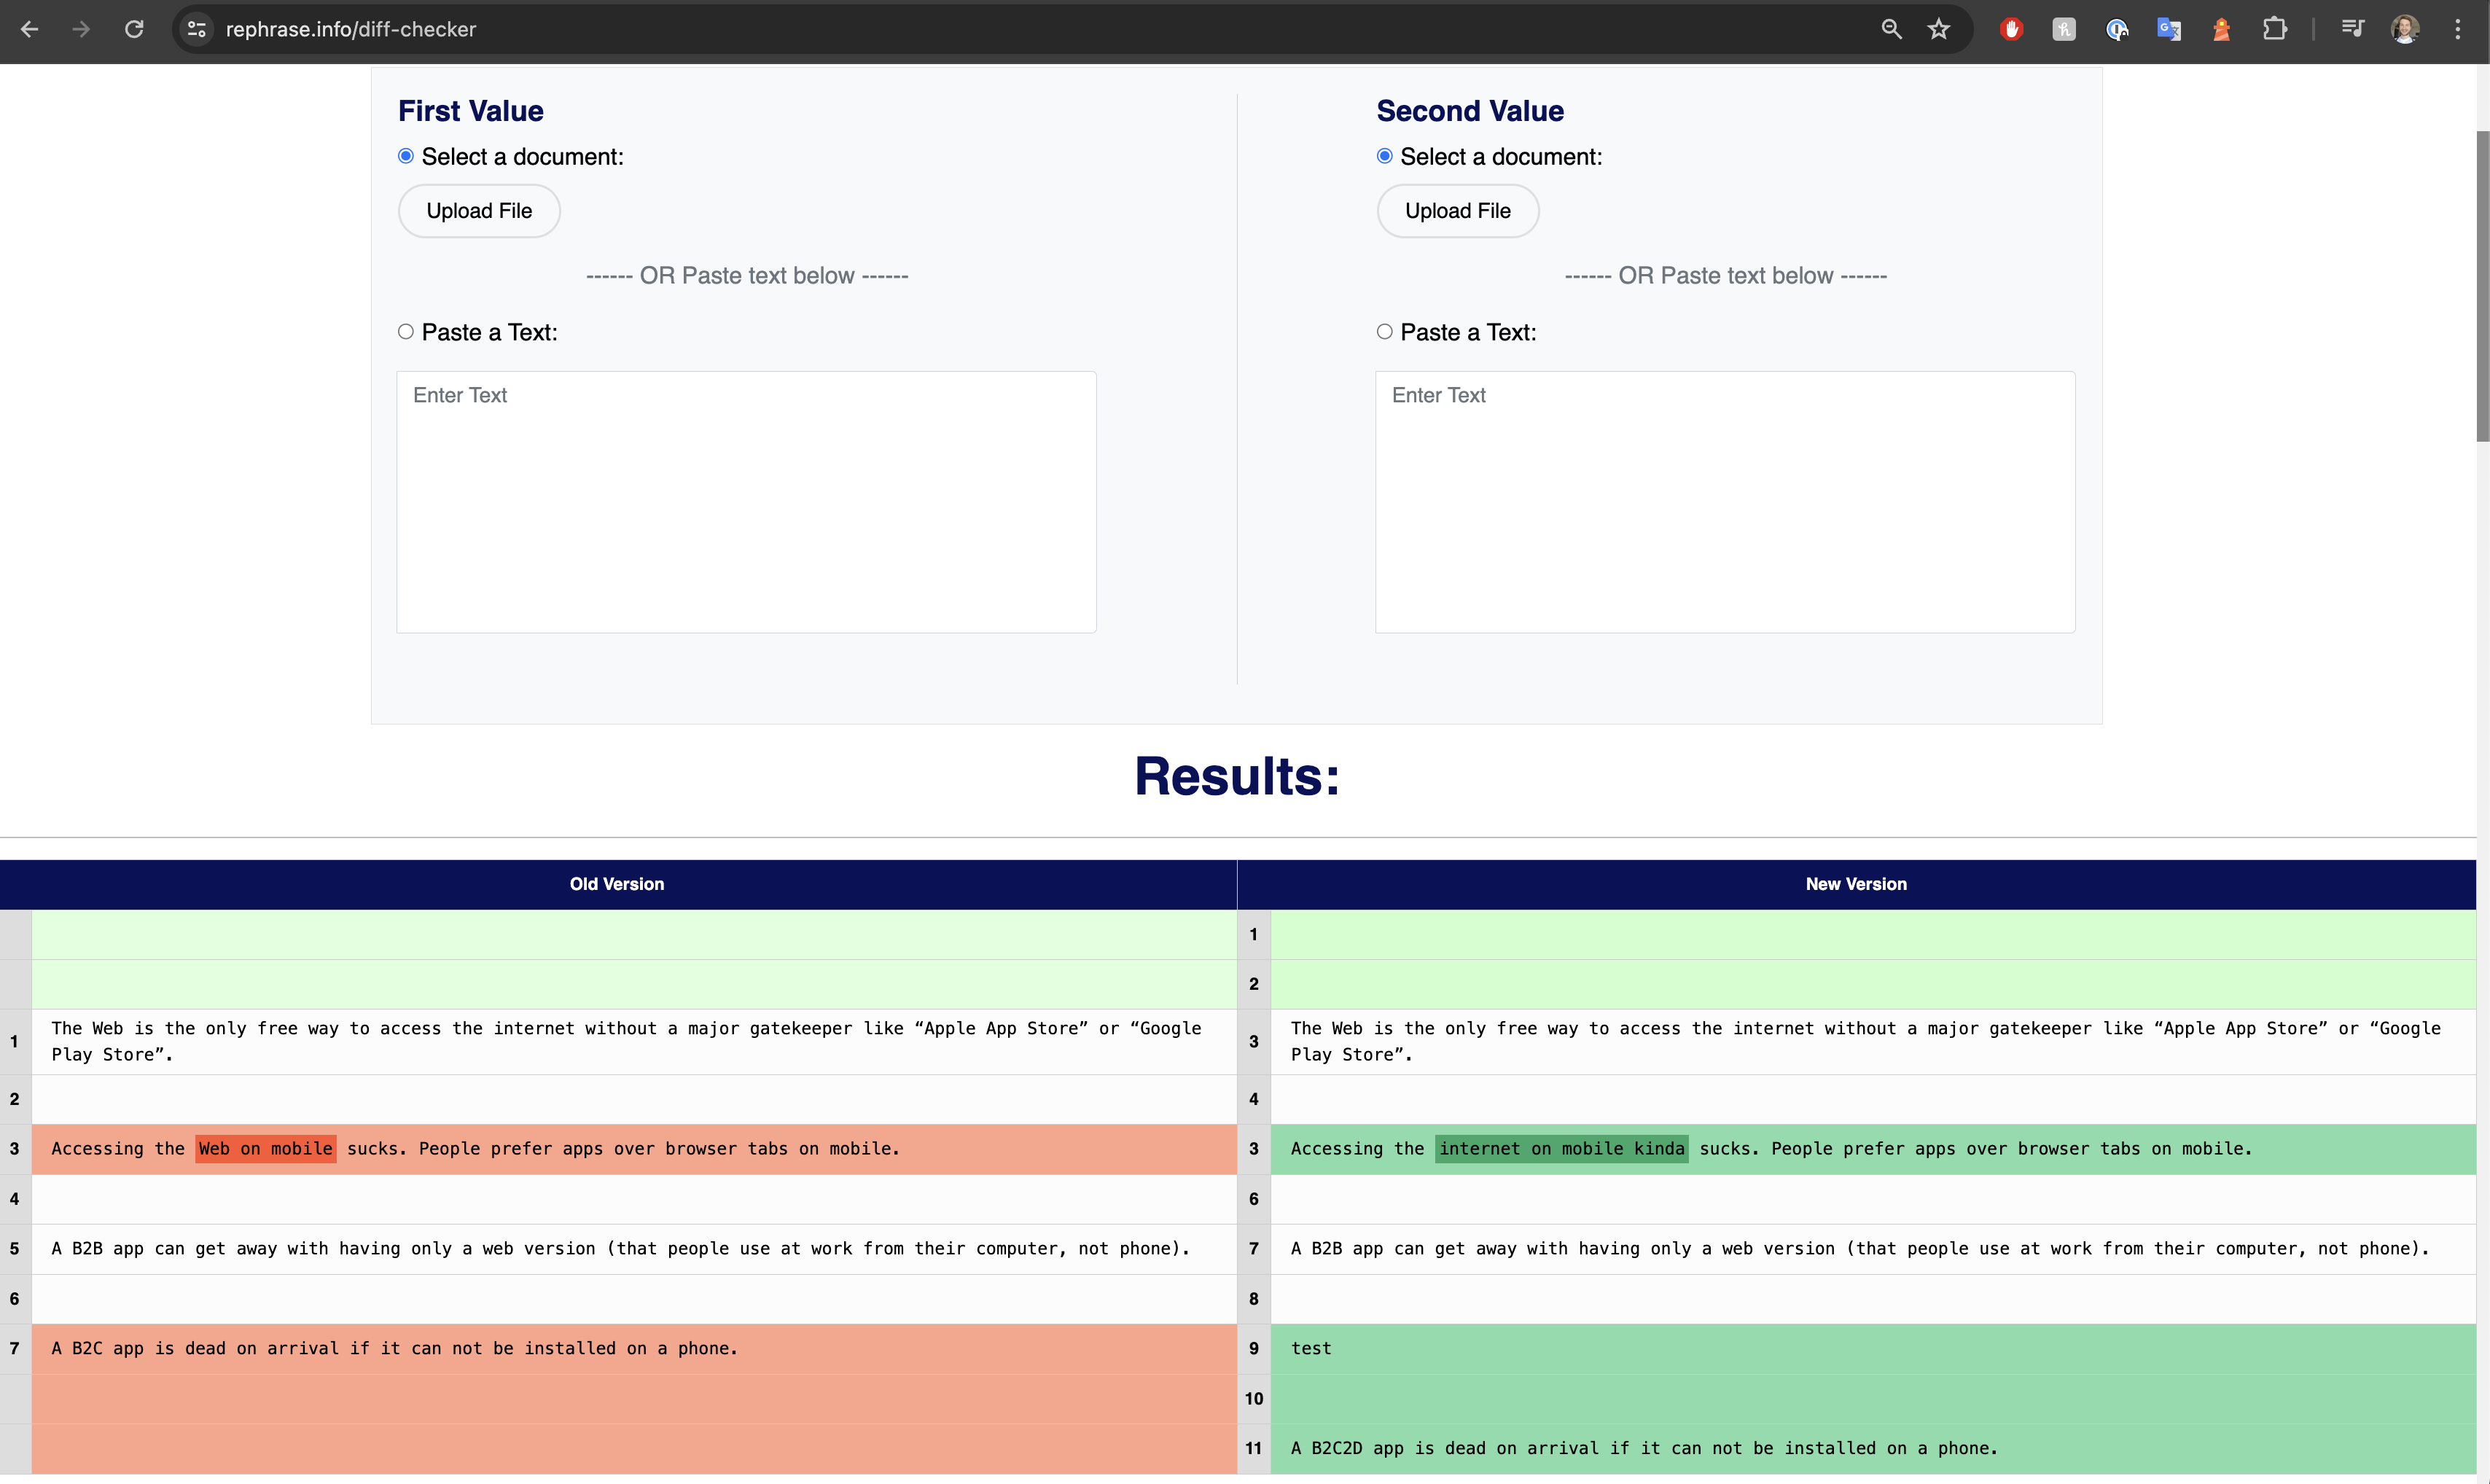 rephrase.info/diff-checker
First Value
Select a document:
Upload File
------ OR Paste text below ------
Paste a Text:
Enter Text
Second Value
Select a document:
Upload File
------ OR Paste text below ------
Paste a Text:
Enter Text
Results:
Old Version New Version
1
2
1 The Web is the only free way to access the internet without a major gatekeeper like “Apple App Store” or “Google
Play Store”.
3 The Web is the only free way to access the internet without a major gatekeeper like “Apple App Store” or “Google
Play Store”.
2 4
3 Accessing the Web on mobile sucks. People prefer apps over browser tabs on mobile.
3 Accessing the internet on mobile kinda sucks. People prefer apps over browser tabs on mobile.
4 6
5 A B2B app can get away with having only a web version (that people use at work from their computer, not phone).
7 A B2B app can get away with having only a web version (that people use at work from their computer, not phone).
6 8
7 A B2C app is dead on arrival if it can not be installed on a phone.
9 test
10
11 A B2C2D app is dead on arrival if it can not be installed on a phone.